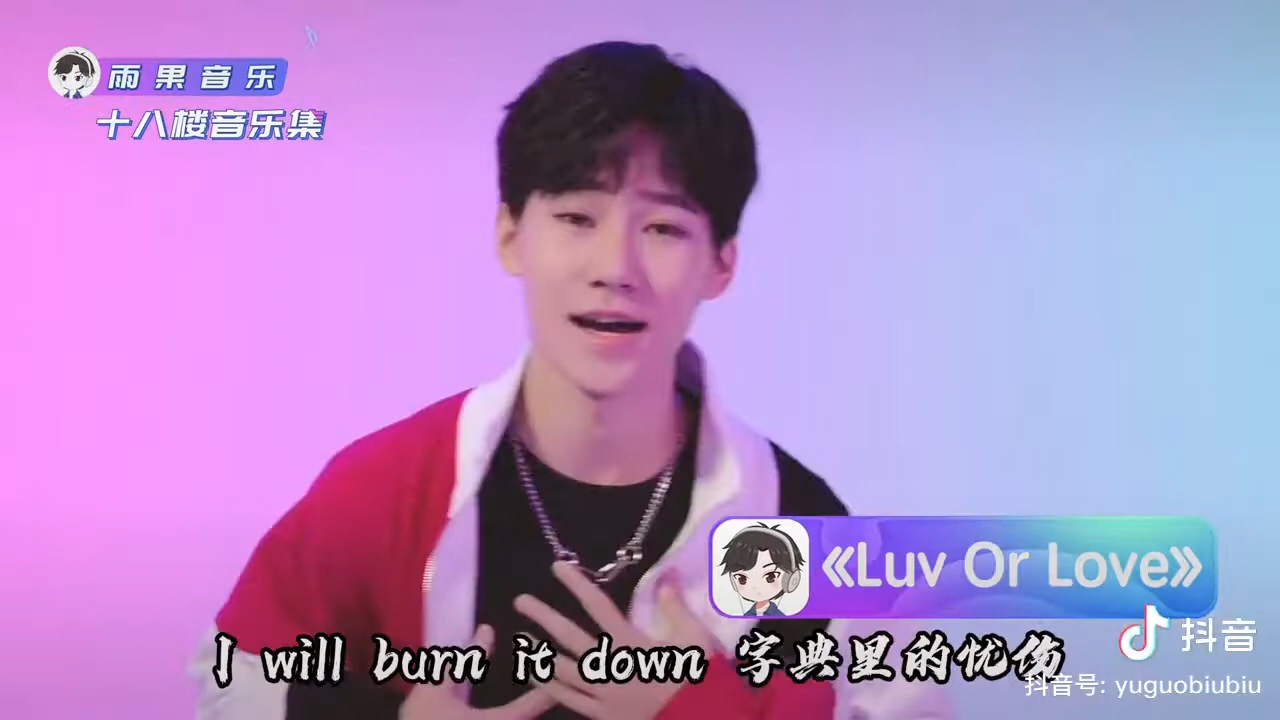 雨果音乐
十八楼音乐集
《Luv Or Love》
I will burn it down 字典里的忧伤
抖音
抖音号: yuguobiubiu